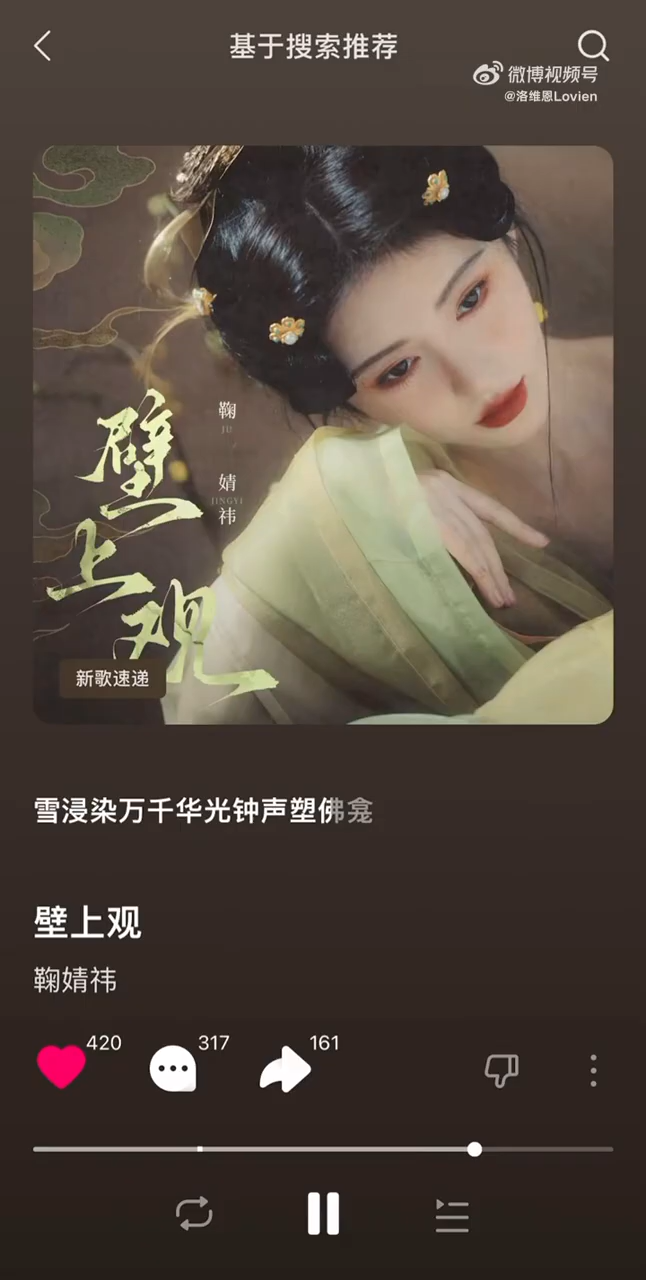 基于搜索推荐
微博视频号
@洛维恩Lovien
鞠
JU
婧
JINGYI
祎
壁
上
观
新歌速递
雪浸染万千华光钟声塑佛龛
壁上观
鞠婧祎
420
317
161